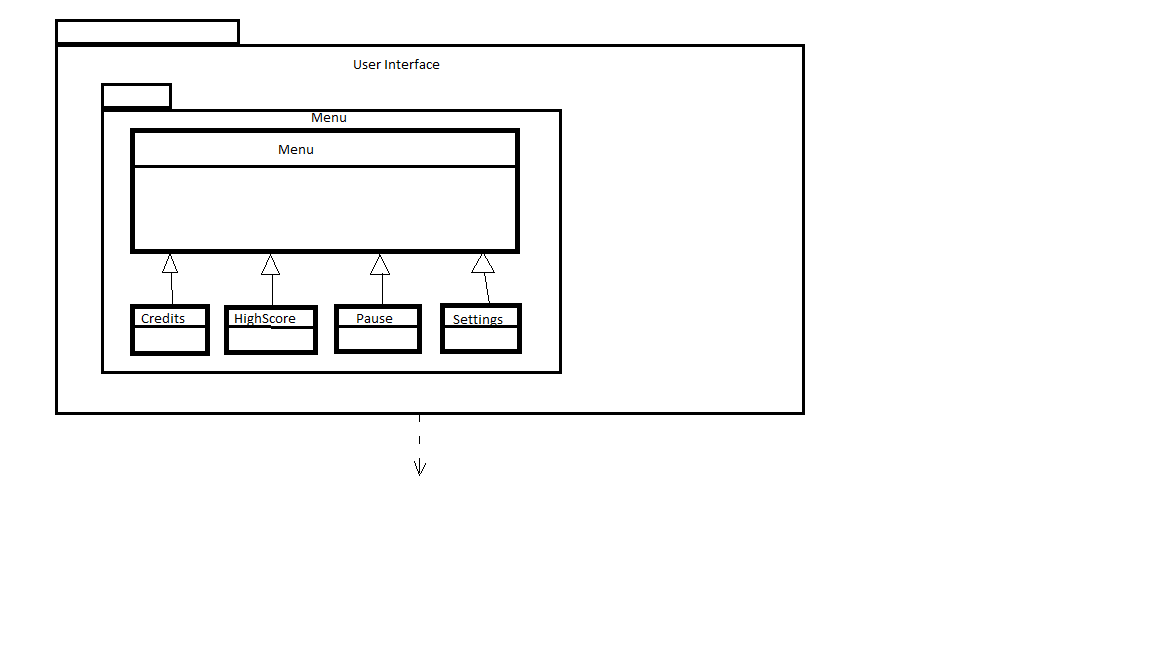 User Interface
Menu
Menu
Credits
HighScore
Pause
Settings